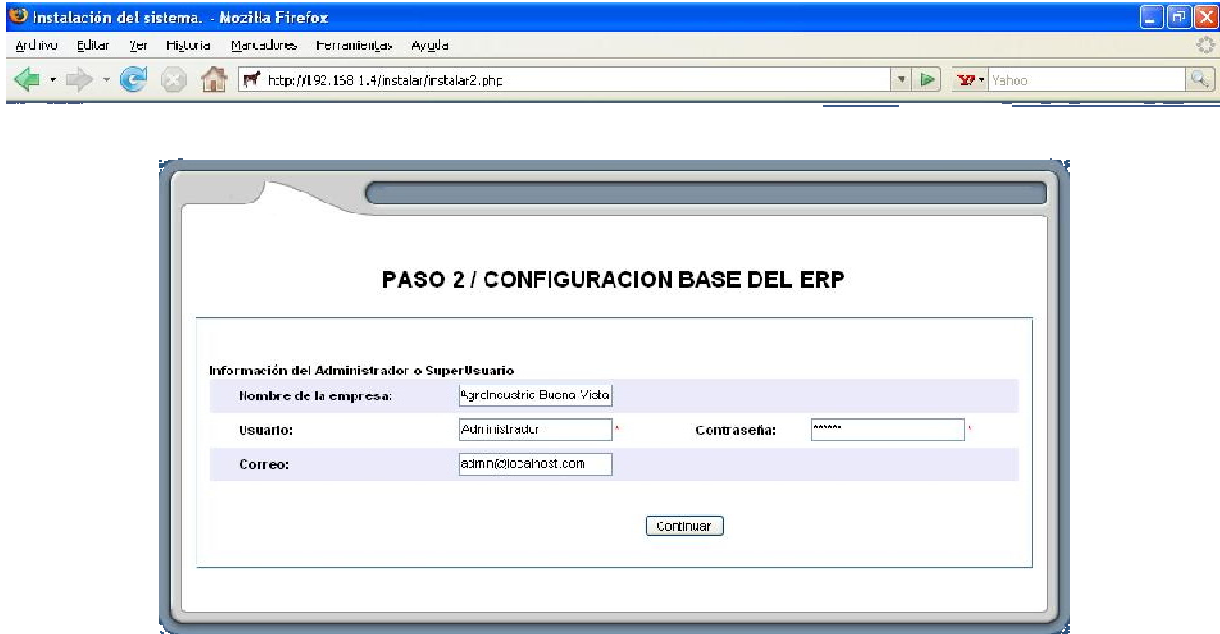 Instalación del sistema. - Mozilla Firefox
Archivo Editar Ver Historia Marcadores Herramientas Ayuda
http://192.168.1.4/instalar/instalar2.php Yahoo
PASO 2 / CONFIGURACION BASE DEL ERP
Información del Administrador o SuperUsuario
Nombre de la empresa: AgroIndustric Buena Vista
Usuario: Administrador * Contraseña: ****** *
Correo: admin@localhost.com
Continuar